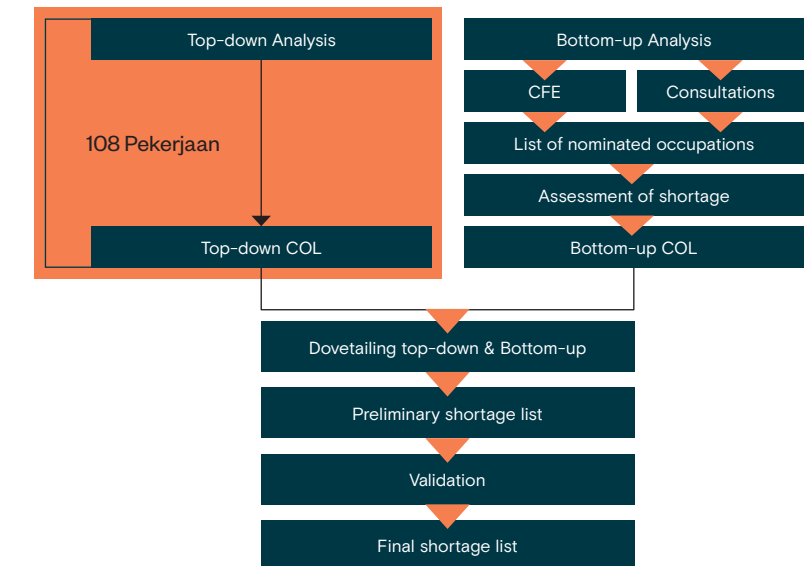 Top-down Analysis
108 Pekerjaan
Top-down COL
Bottom-up Analysis
CFE
Consultations
List of nominated occupations
Assessment of shortage
Bottom-up COL
Dovetailing top-down & Bottom-up
Preliminary shortage list
Validation
Final shortage list